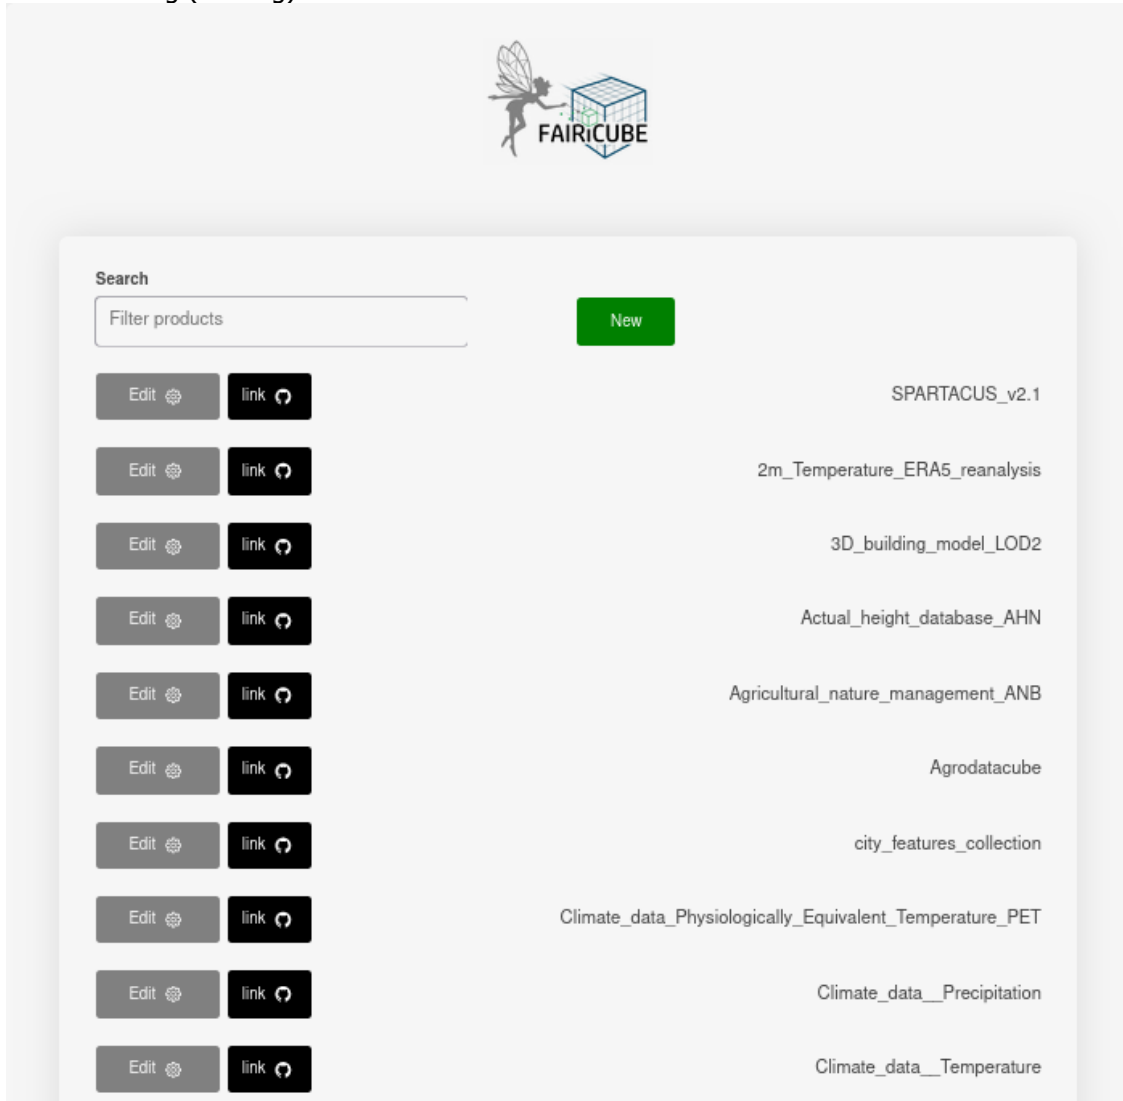 FAIRiCUBE
Search
Filter products
New
Edit link SPARTACUS_v2.1
Edit link 2m_Temperature_ERA5_reanalysis
Edit link 3D_building_model_LOD2
Edit link Actual_height_database_AHN
Edit link Agricultural_nature_management_ANB
Edit link Agrodatacube
Edit link city_features_collection
Edit link Climate_data_Physiologically_Equivalent_Temperature_PET
Edit link Climate_data__Precipitation
Edit link Climate_data__Temperature